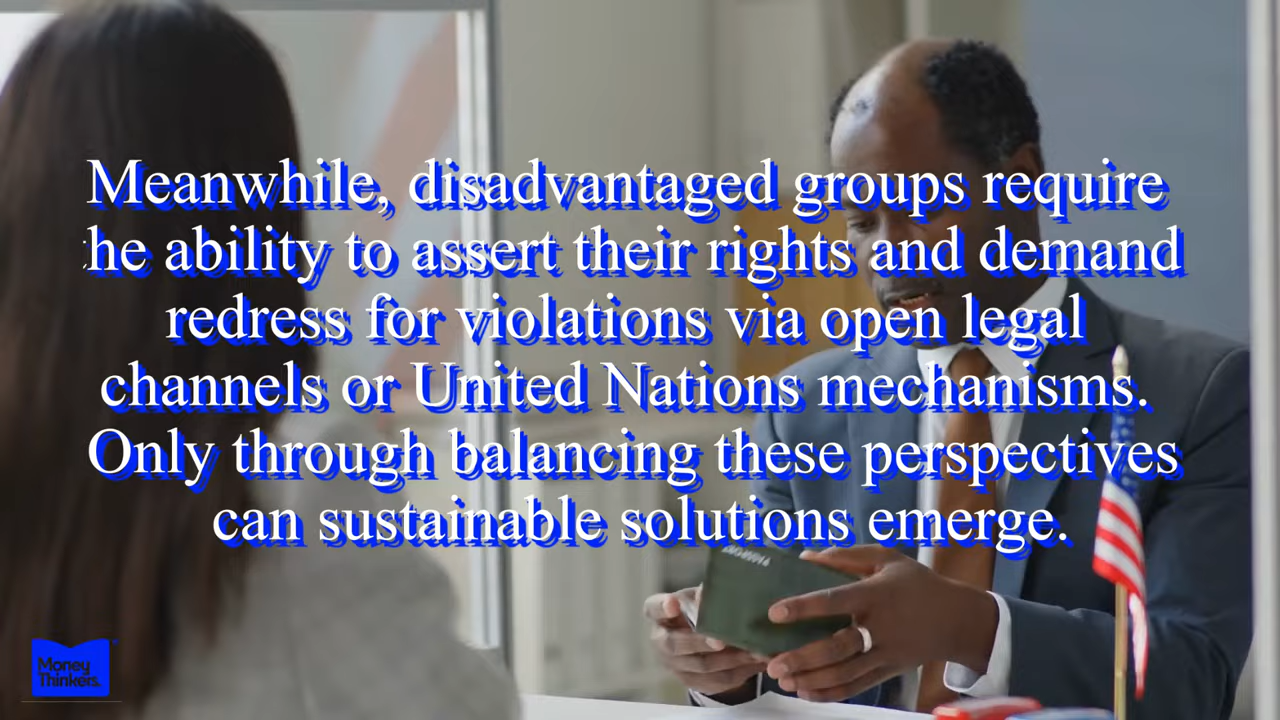 Meanwhile, disadvantaged groups require
he ability to assert their rights and demand
redress for violations via open legal
channels or United Nations mechanisms.
Only through balancing these perspectives
can sustainable solutions emerge.
PASSPORT
Money
Thinkers.